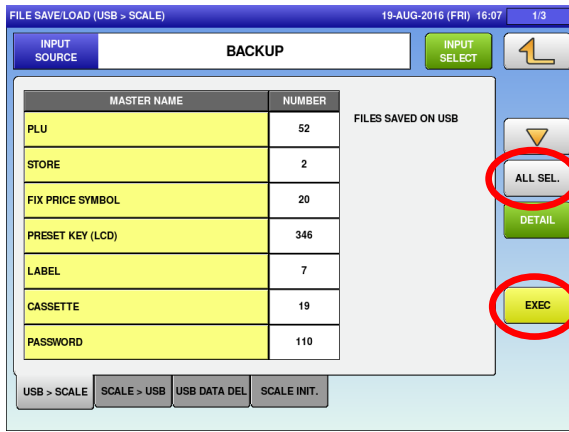 FILE SAVE/LOAD (USB > SCALE) 19-AUG-2016 (FRI) 16:07 1/3
INPUT SOURCE
BACKUP
INPUT SELECT
MASTER NAME NUMBER
PLU 52
STORE 2
FIX PRICE SYMBOL 20
PRESET KEY (LCD) 346
LABEL 7
CASSETTE 19
PASSWORD 110
FILES SAVED ON USB
ALL SEL.
DETAIL
EXEC
USB > SCALE SCALE > USB USB DATA DEL SCALE INIT.